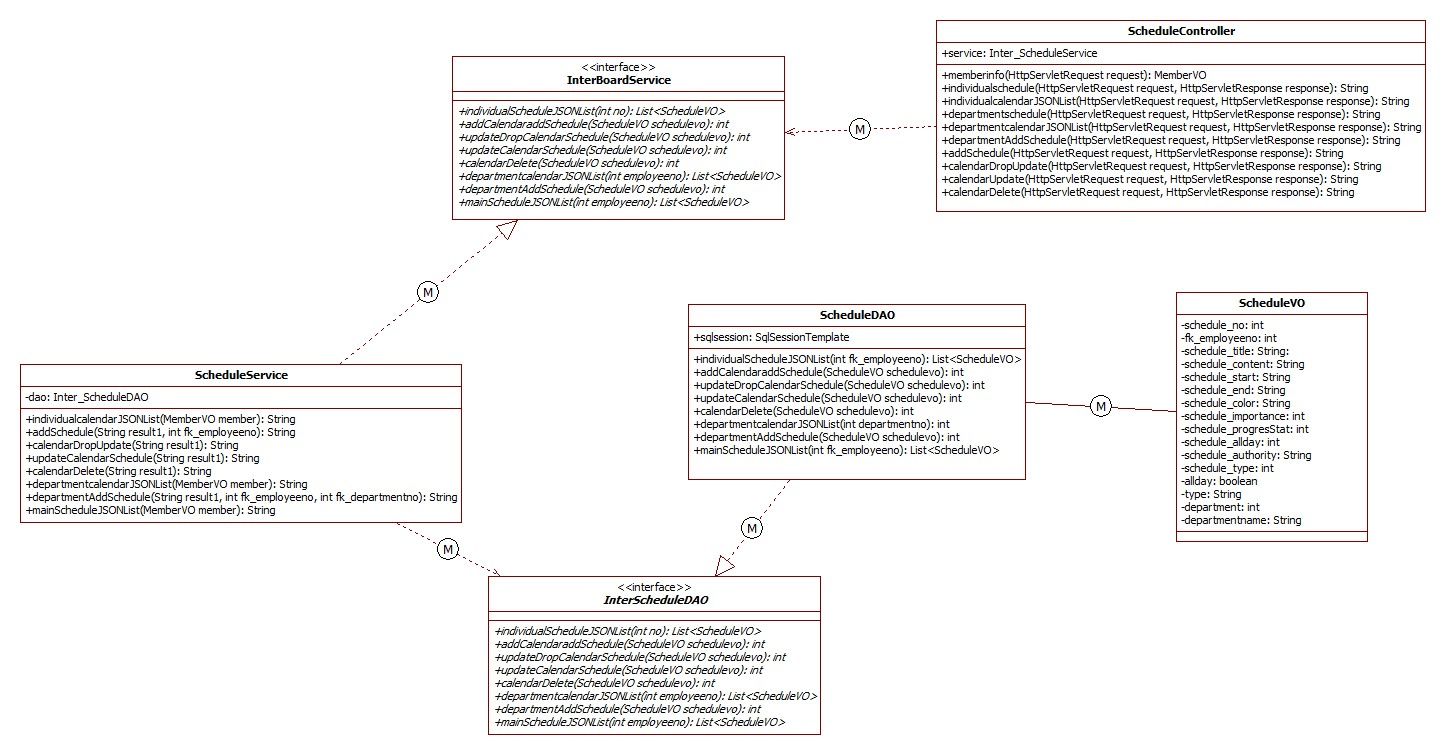 ScheduleController
+service: Inter_ScheduleService
+memberinfo(HttpServletRequest request): MemberVO
+individualschedule(HttpServletRequest request, HttpServletResponse response): String
+individualcalendarJSONList(HttpServletRequest request, HttpServletResponse response): String
+departmentschedule(HttpServletRequest request, HttpServletResponse response): String
+departmentcalendarJSONList(HttpServletRequest request, HttpServletResponse response): String
+departmentAddSchedule(HttpServletRequest request, HttpServletResponse response): String
+addSchedule(HttpServletRequest request, HttpServletResponse response): String
+calendarDropUpdate(HttpServletRequest request, HttpServletResponse response): String
+calendarUpdate(HttpServletRequest request, HttpServletResponse response): String
+calendarDelete(HttpServletRequest request, HttpServletResponse response): String
<<interface>>
InterBoardService
+individualScheduleJSONList(int no): List<ScheduleVO>
+addCalendaraddSchedule(ScheduleVO schedulevo): int
+updateDropCalendarSchedule(ScheduleVO schedulevo): int
+updateCalendarSchedule(ScheduleVO schedulevo): int
+calendarDelete(ScheduleVO schedulevo): int
+departmentcalendarJSONList(int employeeno): List<ScheduleVO>
+departmentAddSchedule(ScheduleVO schedulevo): int
+mainScheduleJSONList(int employeeno): List<ScheduleVO>
M
M
ScheduleService
-dao: Inter_ScheduleDAO
+individualcalendarJSONList(MemberVO member): String
+addSchedule(String result1, int fk_employeeno): String
+calendarDropUpdate(String result1): String
+updateCalendarSchedule(String result1): String
+calendarDelete(String result1): String
+departmentcalendarJSONList(MemberVO member): String
+departmentAddSchedule(String result1, int fk_employeeno, int fk_departmentno): String
+mainScheduleJSONList(MemberVO member): String
ScheduleDAO
+sqlsession: SqlSessionTemplate
+individualScheduleJSONList(int fk_employeeno): List<ScheduleVO>
+addCalendaraddSchedule(ScheduleVO schedulevo): int
+updateDropCalendarSchedule(ScheduleVO schedulevo): int
+updateCalendarSchedule(ScheduleVO schedulevo): int
+calendarDelete(ScheduleVO schedulevo): int
+departmentcalendarJSONList(int departmentno): int
+departmentAddSchedule(ScheduleVO schedulevo): int
+mainScheduleJSONList(int fk_employeeno): List<ScheduleVO>
M
ScheduleVO
-schedule_no: int
-fk_employeeno: int
-schedule_title: String:
-schedule_content: String
-schedule_start: String
-schedule_end: String
-schedule_color: String
-schedule_importance: int
-schedule_progresStat: int
-schedule_allday: int
-schedule_authority: String
-schedule_type: int
-allday: boolean
-type: String
-department: int
-departmentname: String
M
M
<<interface>>
InterScheduleDAO
+individualScheduleJSONList(int no): List<ScheduleVO>
+addCalendaraddSchedule(ScheduleVO schedulevo): int
+updateDropCalendarSchedule(ScheduleVO schedulevo): int
+updateCalendarSchedule(ScheduleVO schedulevo): int
+calendarDelete(ScheduleVO schedulevo): int
+departmentcalendarJSONList(int employeeno): List<ScheduleVO>
+departmentAddSchedule(ScheduleVO schedulevo): int
+mainScheduleJSONList(int employeeno): List<ScheduleVO>